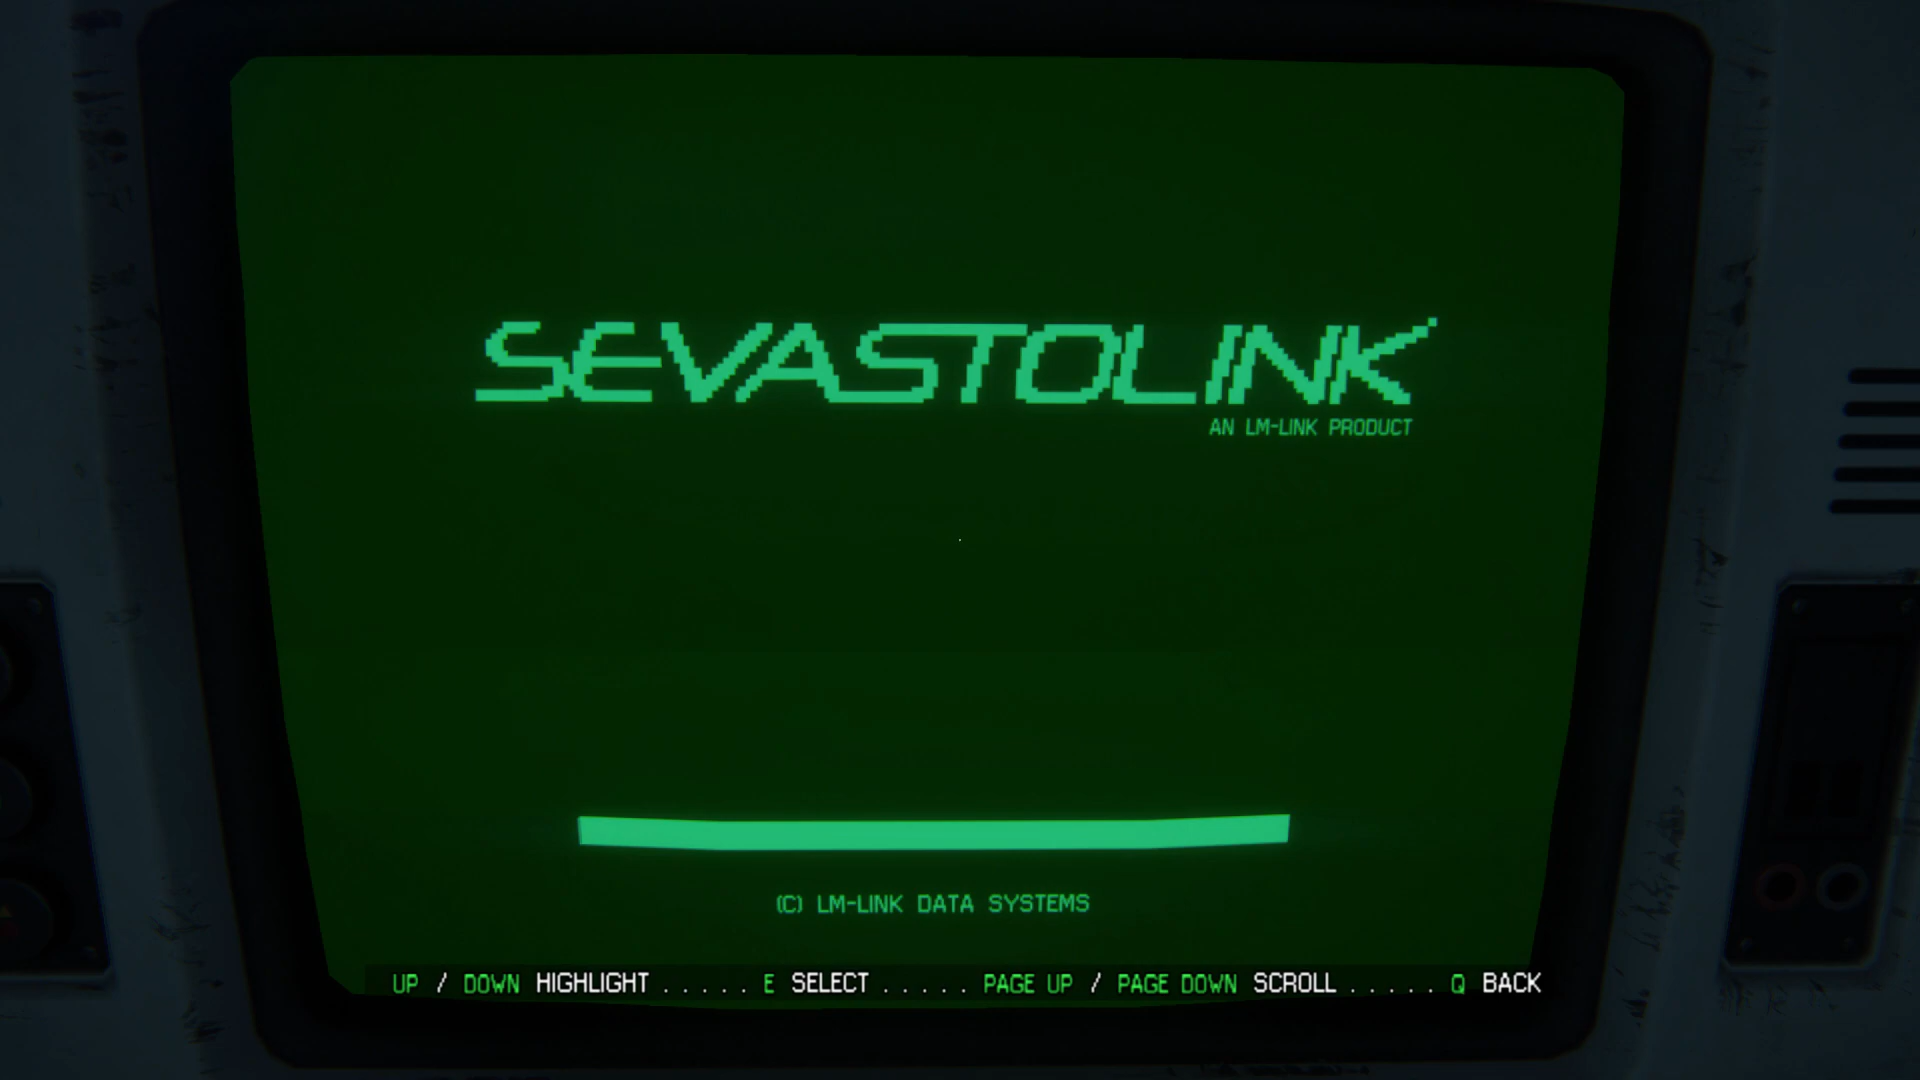 SEVASTOLINK
AN LM-LINK PRODUCT
(C) LM-LINK DATA SYSTEMS
UP / DOWN HIGHLIGHT ..... E SELECT ..... PAGE UP / PAGE DOWN SCROLL ..... Q BACK